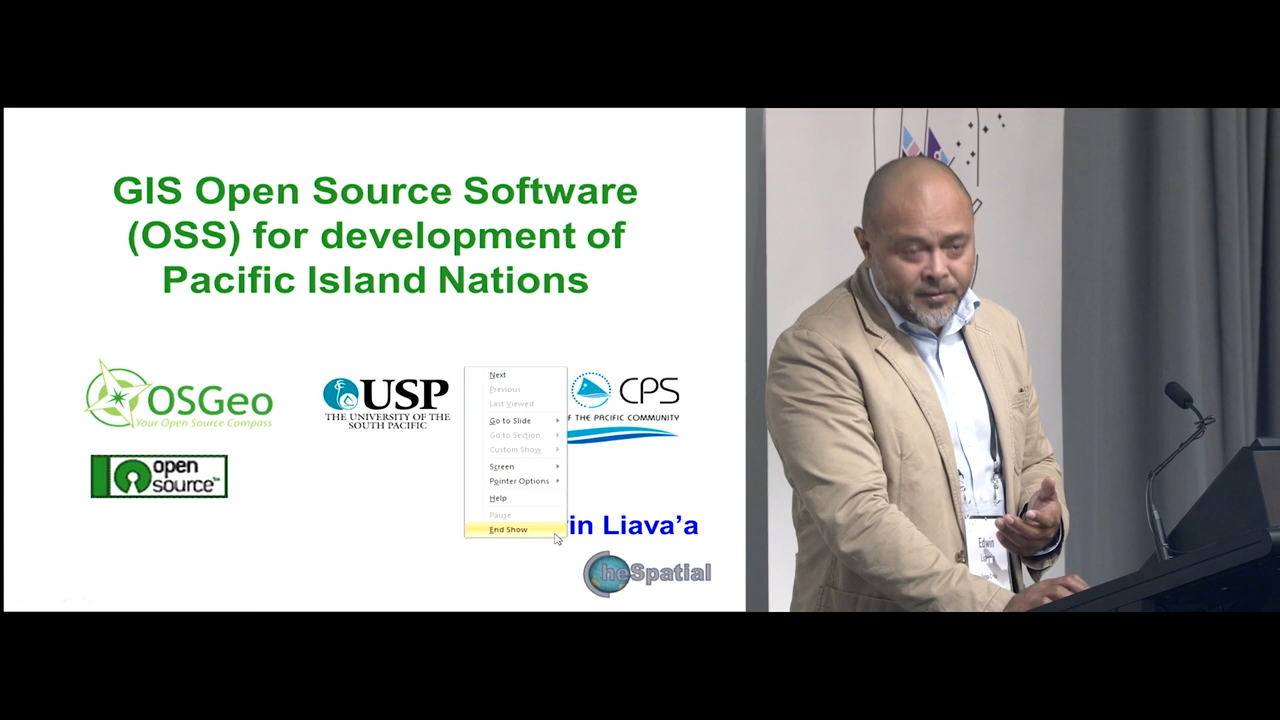 GIS Open Source Software
(OSS) for development of
Pacific Island Nations
OSGeo
Your Open Source Compass
USP
THE UNIVERSITY OF THE
SOUTH PACIFIC
CPS
F THE PACIFIC COMMUNITY
open
source
Next
Previous
Last Viewed
Go to Slide
Go to Section
Custom Show
Screen
Pointer Options
Help
Pause
End Show
in Liava’a
heSpatial
Edwin